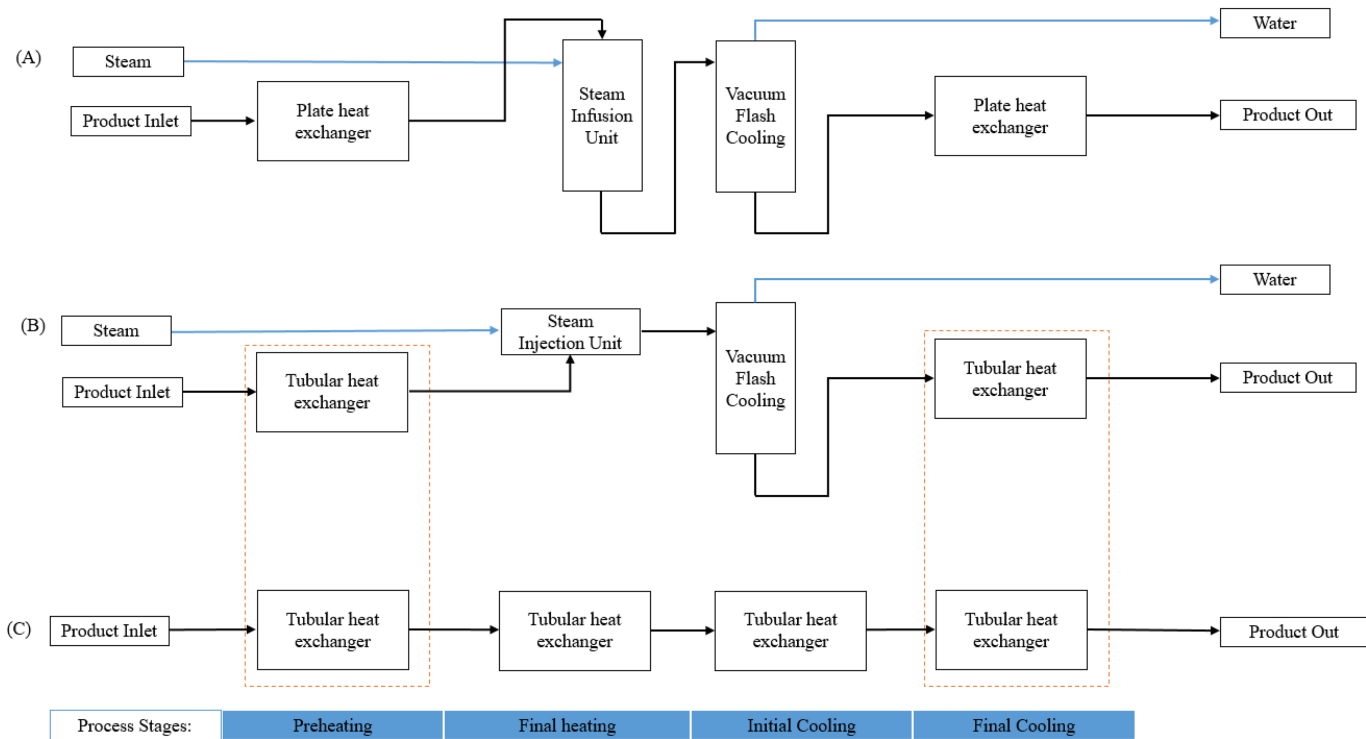 (A)
Steam
Product Inlet
Plate heat
exchanger
Steam
Infusion
Unit
Vacuum
Flash
Cooling
Plate heat
exchanger
Water
Product Out
(B)
Steam
Product Inlet
Tubular heat
exchanger
Steam
Injection Unit
Vacuum
Flash
Cooling
Tubular heat
exchanger
Water
Product Out
(C)
Product Inlet
Tubular heat
exchanger
Tubular heat
exchanger
Tubular heat
exchanger
Tubular heat
exchanger
Product Out
Process Stages:
Preheating
Final heating
Initial Cooling
Final Cooling